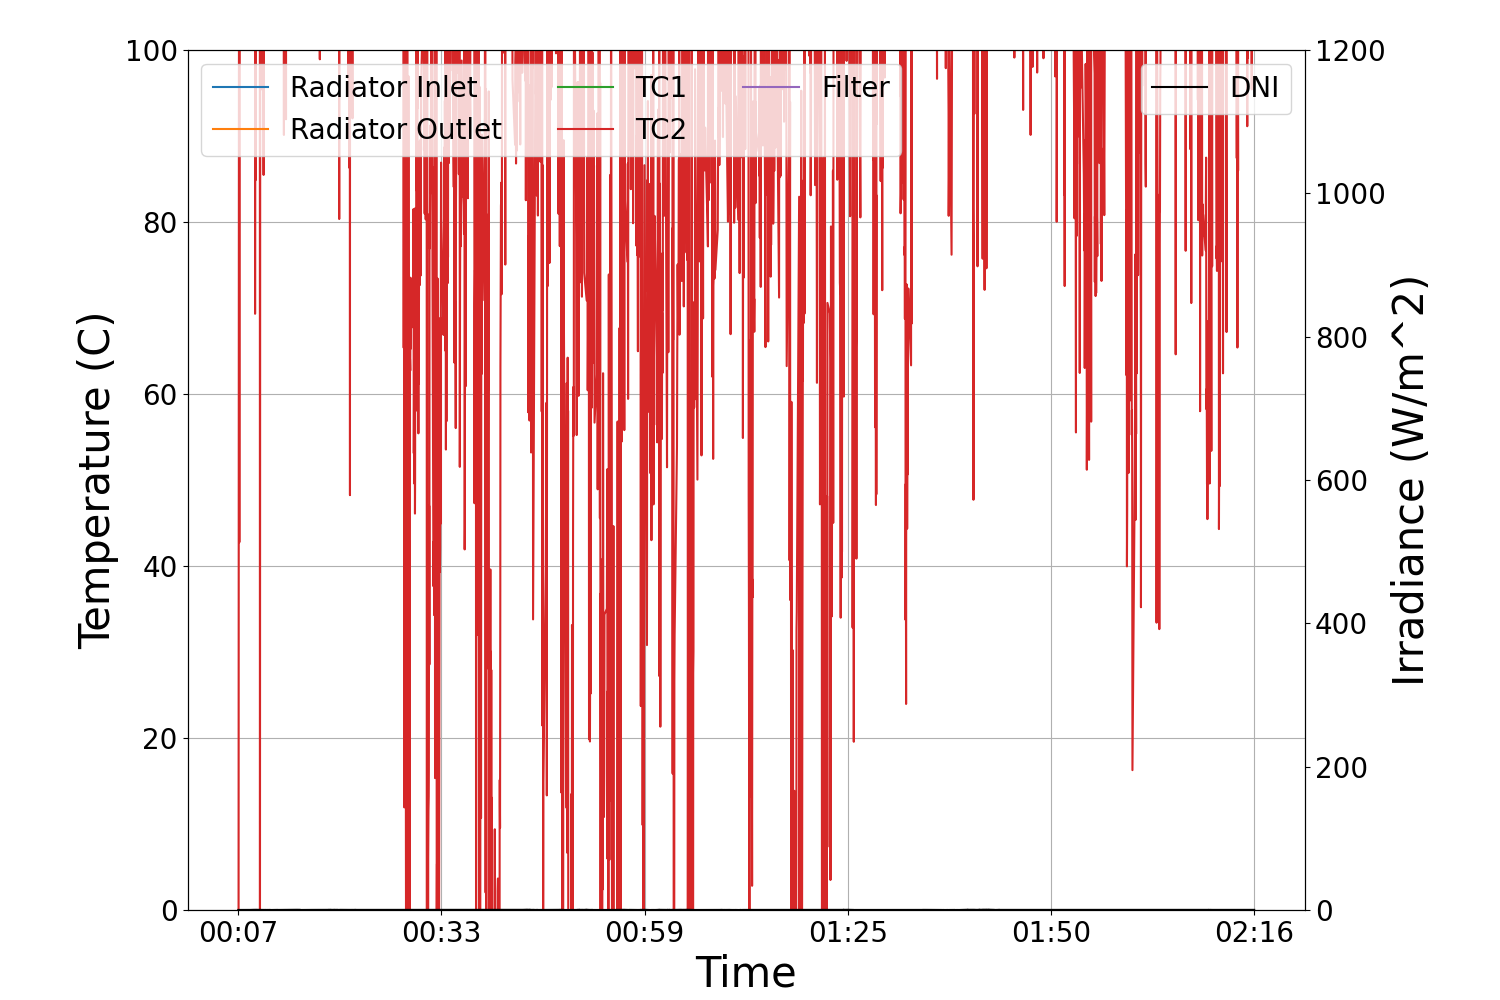 100
80
60
40
20
0
Temperature (C)
Radiator Inlet
Radiator Outlet
TC1
TC2
Filter
DNI
1200
1000
800
600
400
200
0
Irradiance (W/m^2)
00:07
00:33
00:59
01:25
01:50
02:16
Time